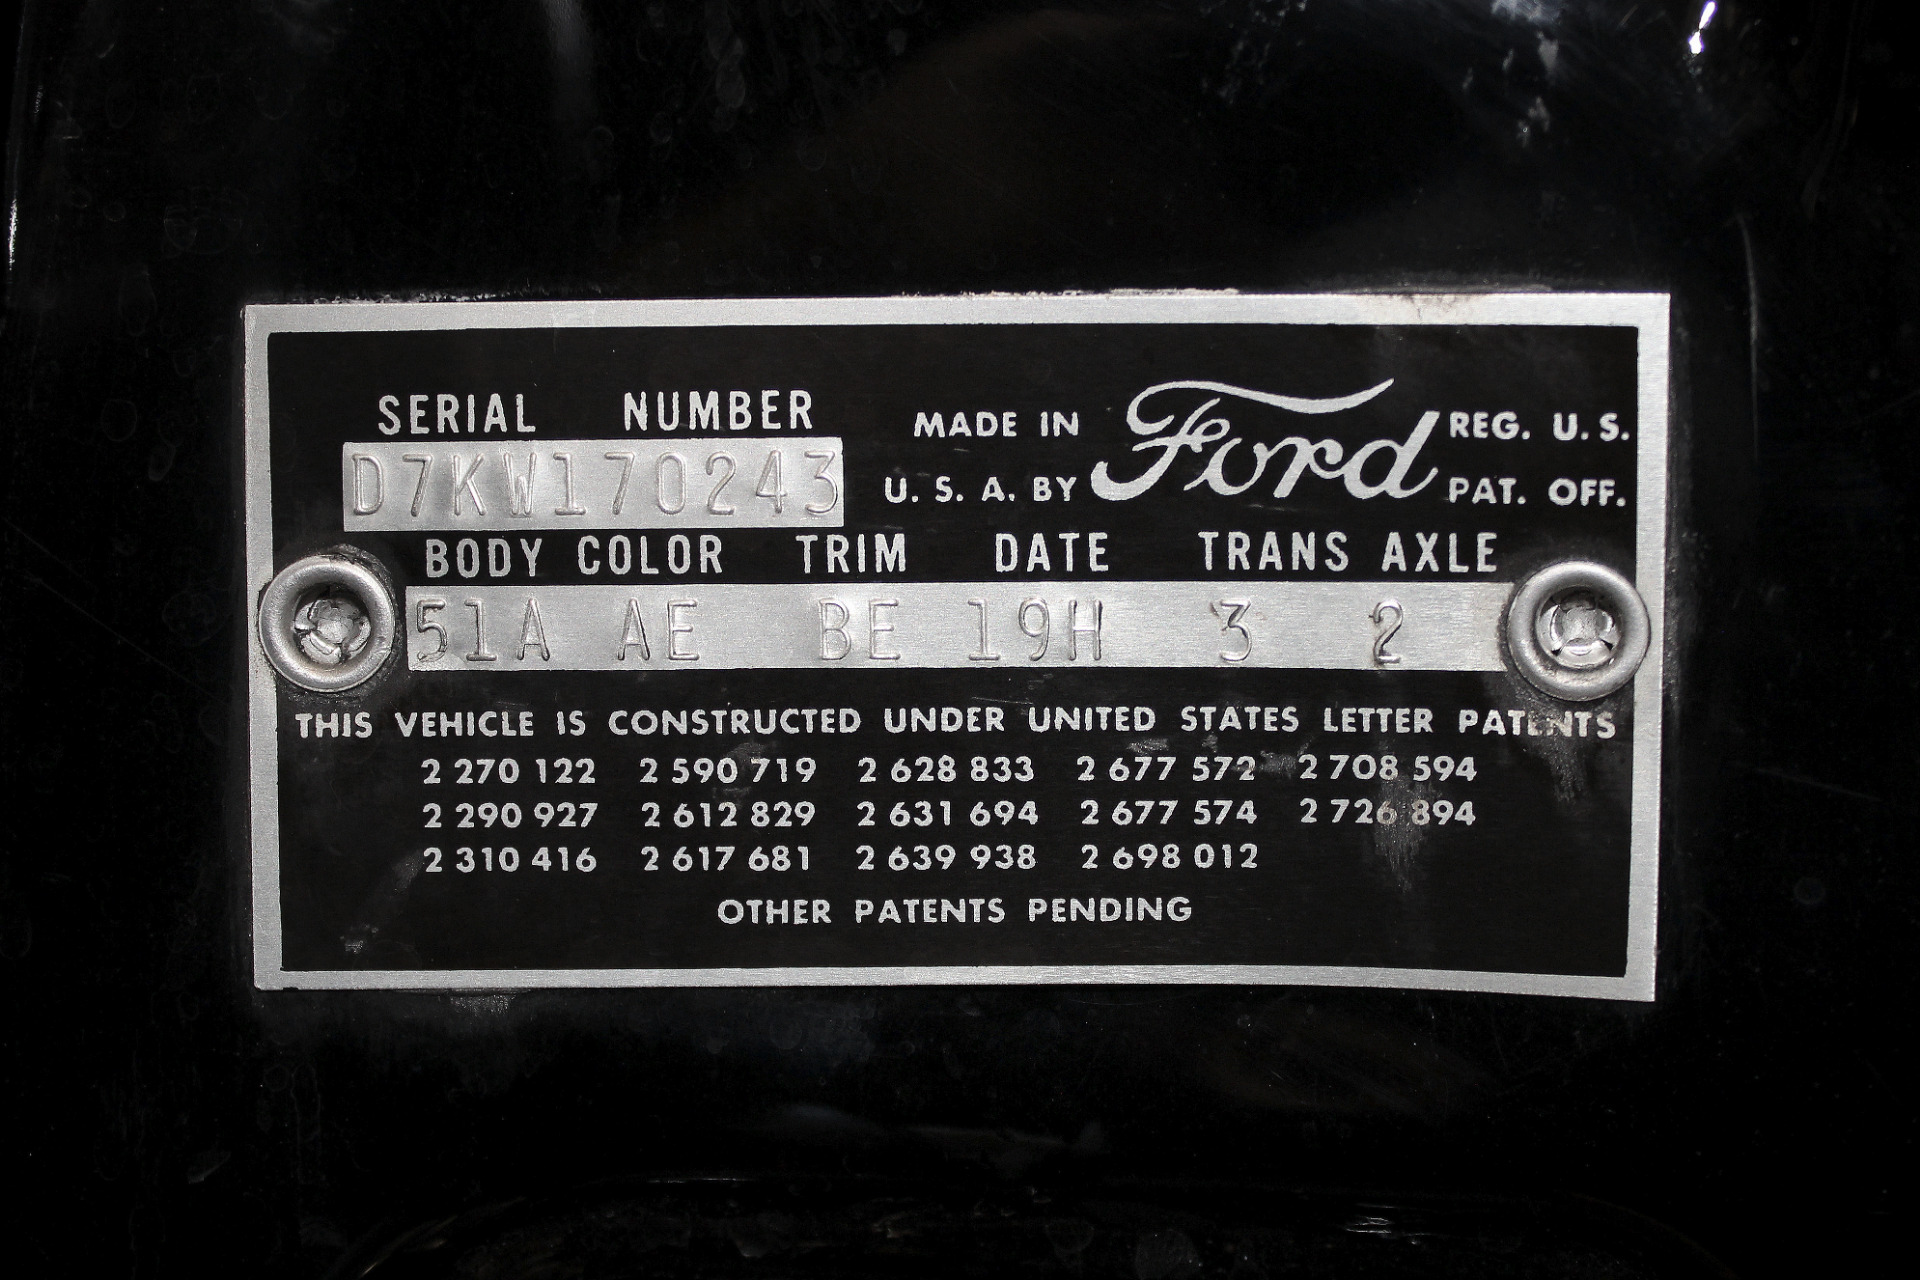 SERIAL NUMBER
MADE IN Ford REG. U. S.
D7KW170243
U. S. A. BY PAT. OFF.
BODY COLOR TRIM DATE TRANS AXLE
51A AE BE 19H 3 2
THIS VEHICLE IS CONSTRUCTED UNDER UNITED STATES LETTER PATENTS
2 270 122 2 590 719 2 628 833 2 677 572 2 708 594
2 290 927 2 612 829 2 631 694 2 677 574 2 726 894
2 310 416 2 617 681 2 639 938 2 698 012
OTHER PATENTS PENDING